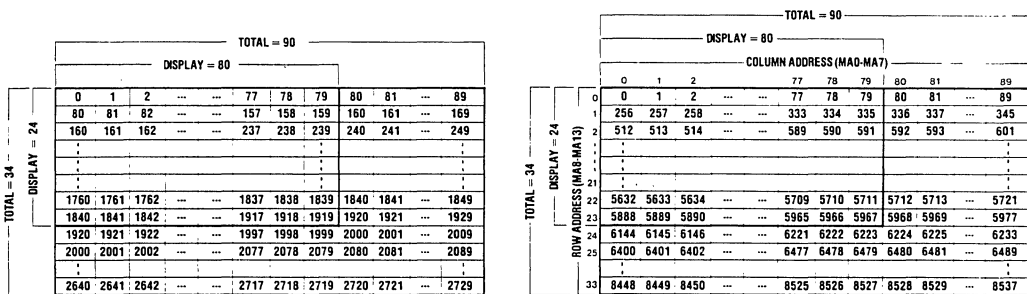 TOTAL = 90
DISPLAY = 80
TOTAL = 34
DISPLAY = 24
0 1 2 --- --- 77 78 79 80 81 --- 89
80 81 82 --- --- 157 158 159 160 161 --- 169
160 161 162 --- --- 237 238 239 240 241 --- 249
1760 1761 1762 --- --- 1837 1838 1839 1840 1841 --- 1849
1840 1841 1842 --- --- 1917 1918 1919 1920 1921 --- 1929
1920 1921 1922 --- --- 1997 1998 1999 2000 2001 --- 2009
2000 2001 2002 --- --- 2077 2078 2079 2080 2081 --- 2089
2640 2641 2642 --- --- 2717 2718 2719 2720 2721 --- 2729
TOTAL = 90
DISPLAY = 80
COLUMN ADDRESS (MA0-MA7)
TOTAL = 34
DISPLAY = 24
ROW ADDRESS (MA8-MA13)
0 1 2 77 78 79 80 81 89
0 0 1 2 --- --- 77 78 79 80 81 --- 89
1 256 257 258 --- --- 333 334 335 336 337 --- 345
2 512 513 514 --- --- 589 590 591 592 593 --- 601
21
22 5632 5633 5634 --- --- 5709 5710 5711 5712 5713 --- 5721
23 5888 5889 5890 --- --- 5965 5966 5967 5968 5969 --- 5977
24 6144 6145 6146 --- --- 6221 6222 6223 6224 6225 --- 6233
25 6400 6401 6402 --- --- 6477 6478 6479 6480 6481 --- 6489
33 8448 8449 8450 --- --- 8525 8526 8527 8528 8529 --- 8537